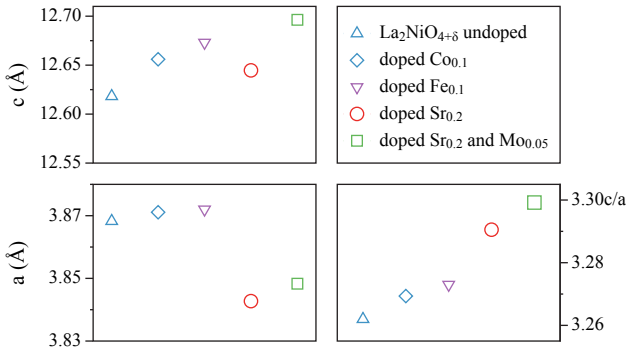 12.70
12.65
12.60
12.55
c (Å)
La₂NiO₄₊δ undoped
doped Co₀.₁
doped Fe₀.₁
doped Sr₀.₂
doped Sr₀.₂ and Mo₀.₀₅
3.87
3.85
3.83
a (Å)
3.30c/a
3.28
3.26